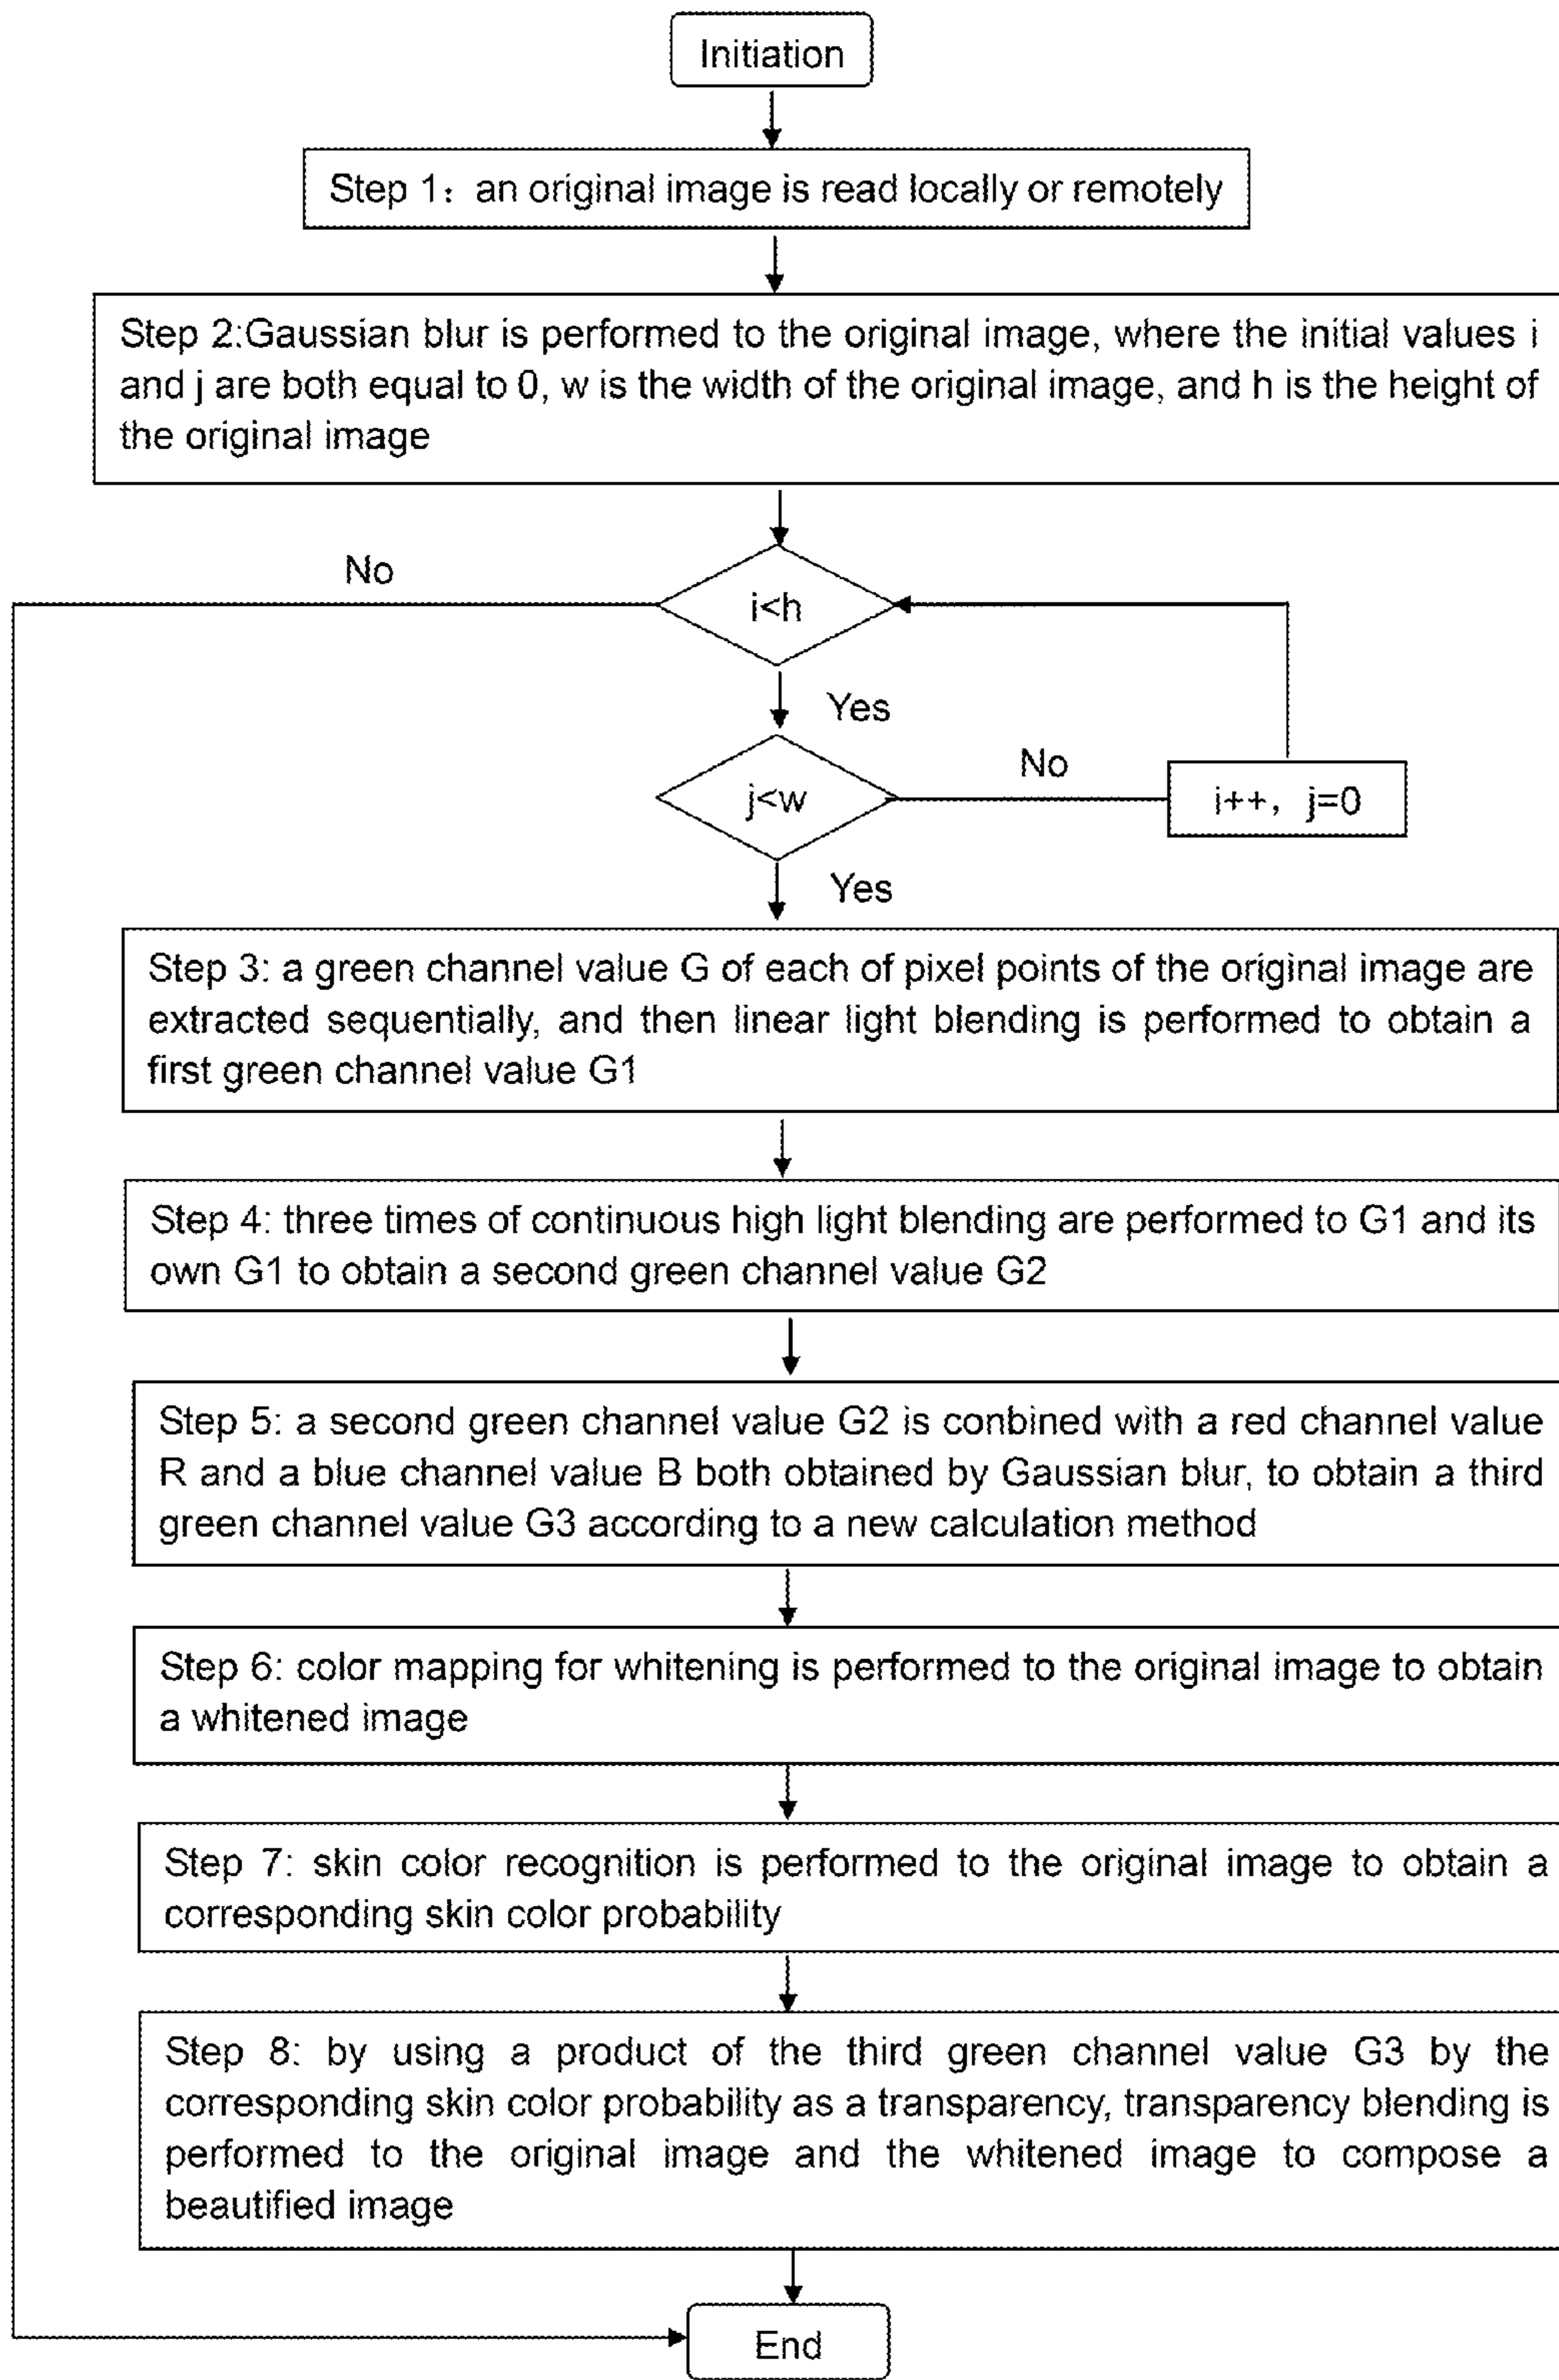 Initiation
Step 1： an original image is read locally or remotely
Step 2:Gaussian blur is performed to the original image, where the initial values i
and j are both equal to 0, w is the width of the original image, and h is the height of
the original image
No
i<h
Yes
j<w
No
i++， j=0
Yes
Step 3: a green channel value G of each of pixel points of the original image are
extracted sequentially, and then linear light blending is performed to obtain a
first green channel value G1
Step 4: three times of continuous high light blending are performed to G1 and its
own G1 to obtain a second green channel value G2
Step 5: a second green channel value G2 is conbined with a red channel value
R and a blue channel value B both obtained by Gaussian blur, to obtain a third
green channel value G3 according to a new calculation method
Step 6: color mapping for whitening is performed to the original image to obtain
a whitened image
Step 7: skin color recognition is performed to the original image to obtain a
corresponding skin color probability
Step 8: by using a product of the third green channel value G3 by the
corresponding skin color probability as a transparency, transparency blending is
performed to the original image and the whitened image to compose a
beautified image
End